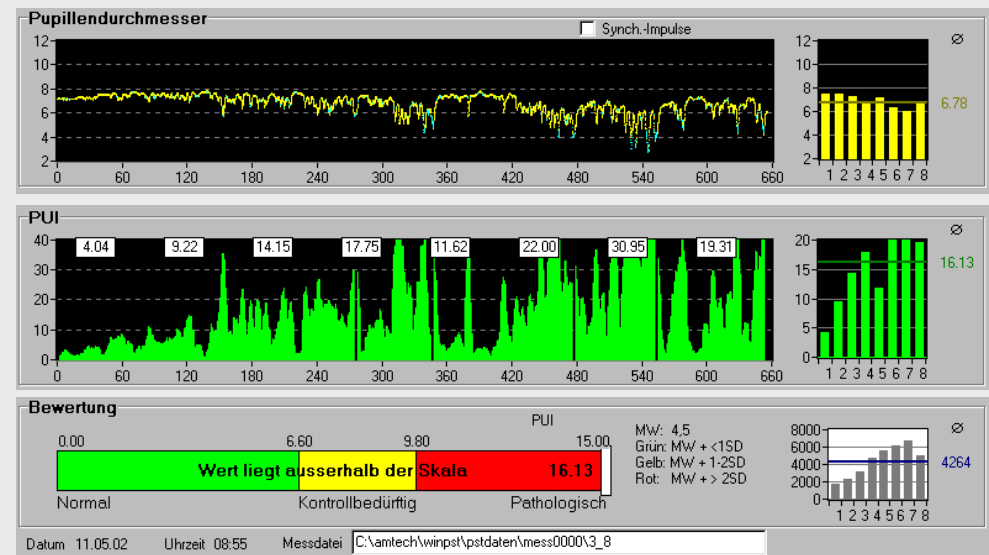 Pupillendurchmesser
Synch.-Impulse
12
10
8
6
4
2
0 60 120 180 240 300 360 420 480 540 600 660
12
10
8
6
4
2
1 2 3 4 5 6 7 8
Ø
6.78
PUI
4.04 9.22 14.15 17.75 11.62 22.00 30.95 19.31
40
30
20
10
0
0 60 120 180 240 300 360 420 480 540 600 660
20
15
10
5
0
1 2 3 4 5 6 7 8
Ø
16.13
Bewertung
PUI
0.00 6.60 9.80 15.00
Wert liegt ausserhalb der Skala 16.13
Normal Kontrollbedürftig Pathologisch
MW: 4,5
Grün: MW + <1SD
Gelb: MW + 1-2SD
Rot: MW + > 2SD
8000
6000
4000
2000
0
1 2 3 4 5 6 7 8
Ø
4264
Datum 11.05.02 Uhrzeit 08:55 Messdatei C:\amtech\winpst\pstdaten\mess0000\3_8